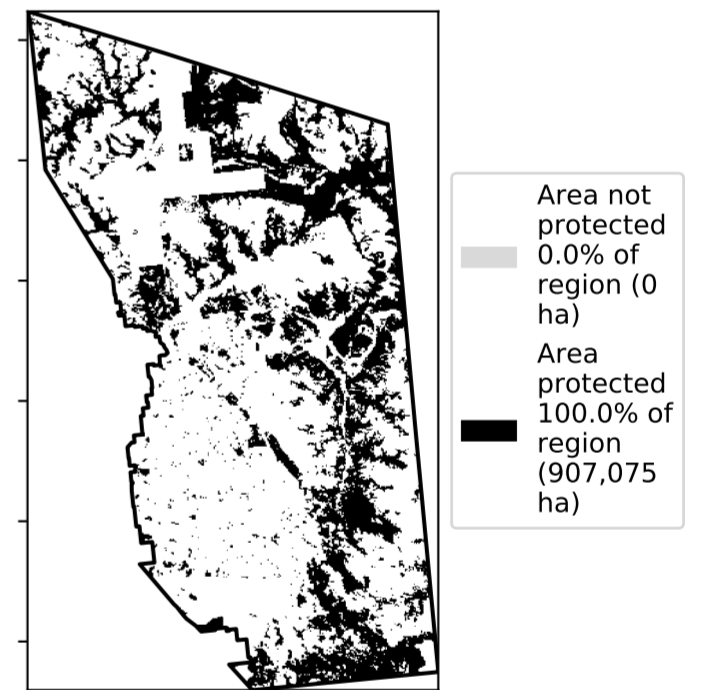 Area not
protected
0.0% of
region (0
ha)
Area
protected
100.0% of
region
(907,075
ha)